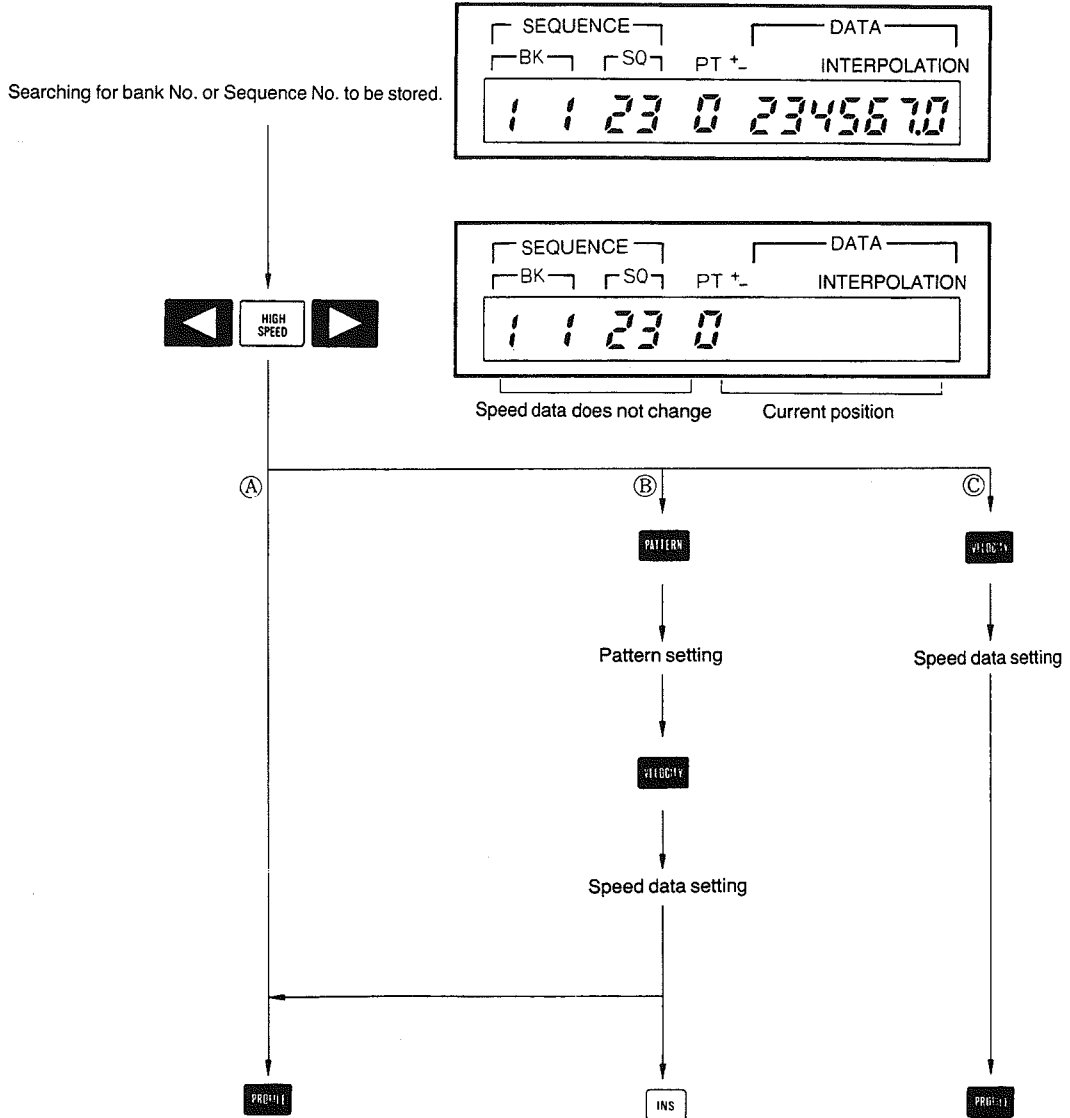 SEQUENCE DATA
BK SQ PT +- INTERPOLATION
Searching for bank No. or Sequence No. to be stored.
1 1 23 0 234567.0
SEQUENCE DATA
BK SQ PT +- INTERPOLATION
HIGH
SPEED
1 1 23 0
Speed data does not change Current position
Ⓐ Ⓑ Ⓒ
PATTERN VELOCITY
Pattern setting Speed data setting
VELOCITY
Speed data setting
PROFILE INS PROFILE